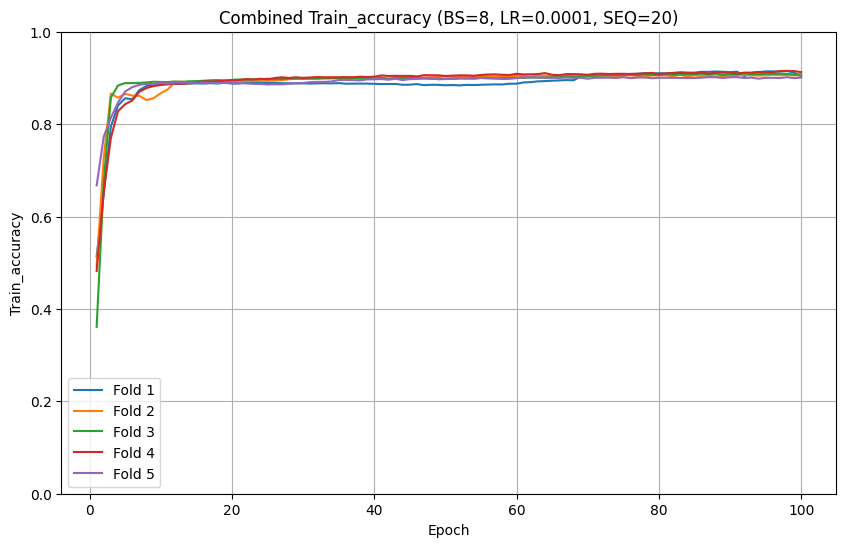 Combined Train_accuracy (BS=8, LR=0.0001, SEQ=20)
Train_accuracy
1.0
0.8
0.6
0.4
0.2
0.0
Fold 1
Fold 2
Fold 3
Fold 4
Fold 5
0
20
40
60
80
100
Epoch